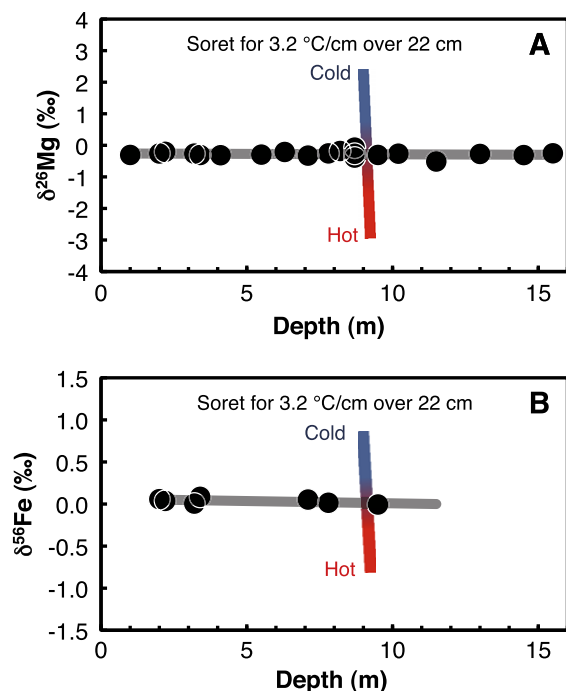 A
Soret for 3.2 °C/cm over 22 cm
Cold
Hot
4
3
2
1
0
-1
-2
-3
-4
δ26Mg (‰)
0
5
10
15
Depth (m)
B
Soret for 3.2 °C/cm over 22 cm
Cold
Hot
1.5
1.0
0.5
0.0
-0.5
-1.0
-1.5
δ56Fe (‰)
0
5
10
15
Depth (m)